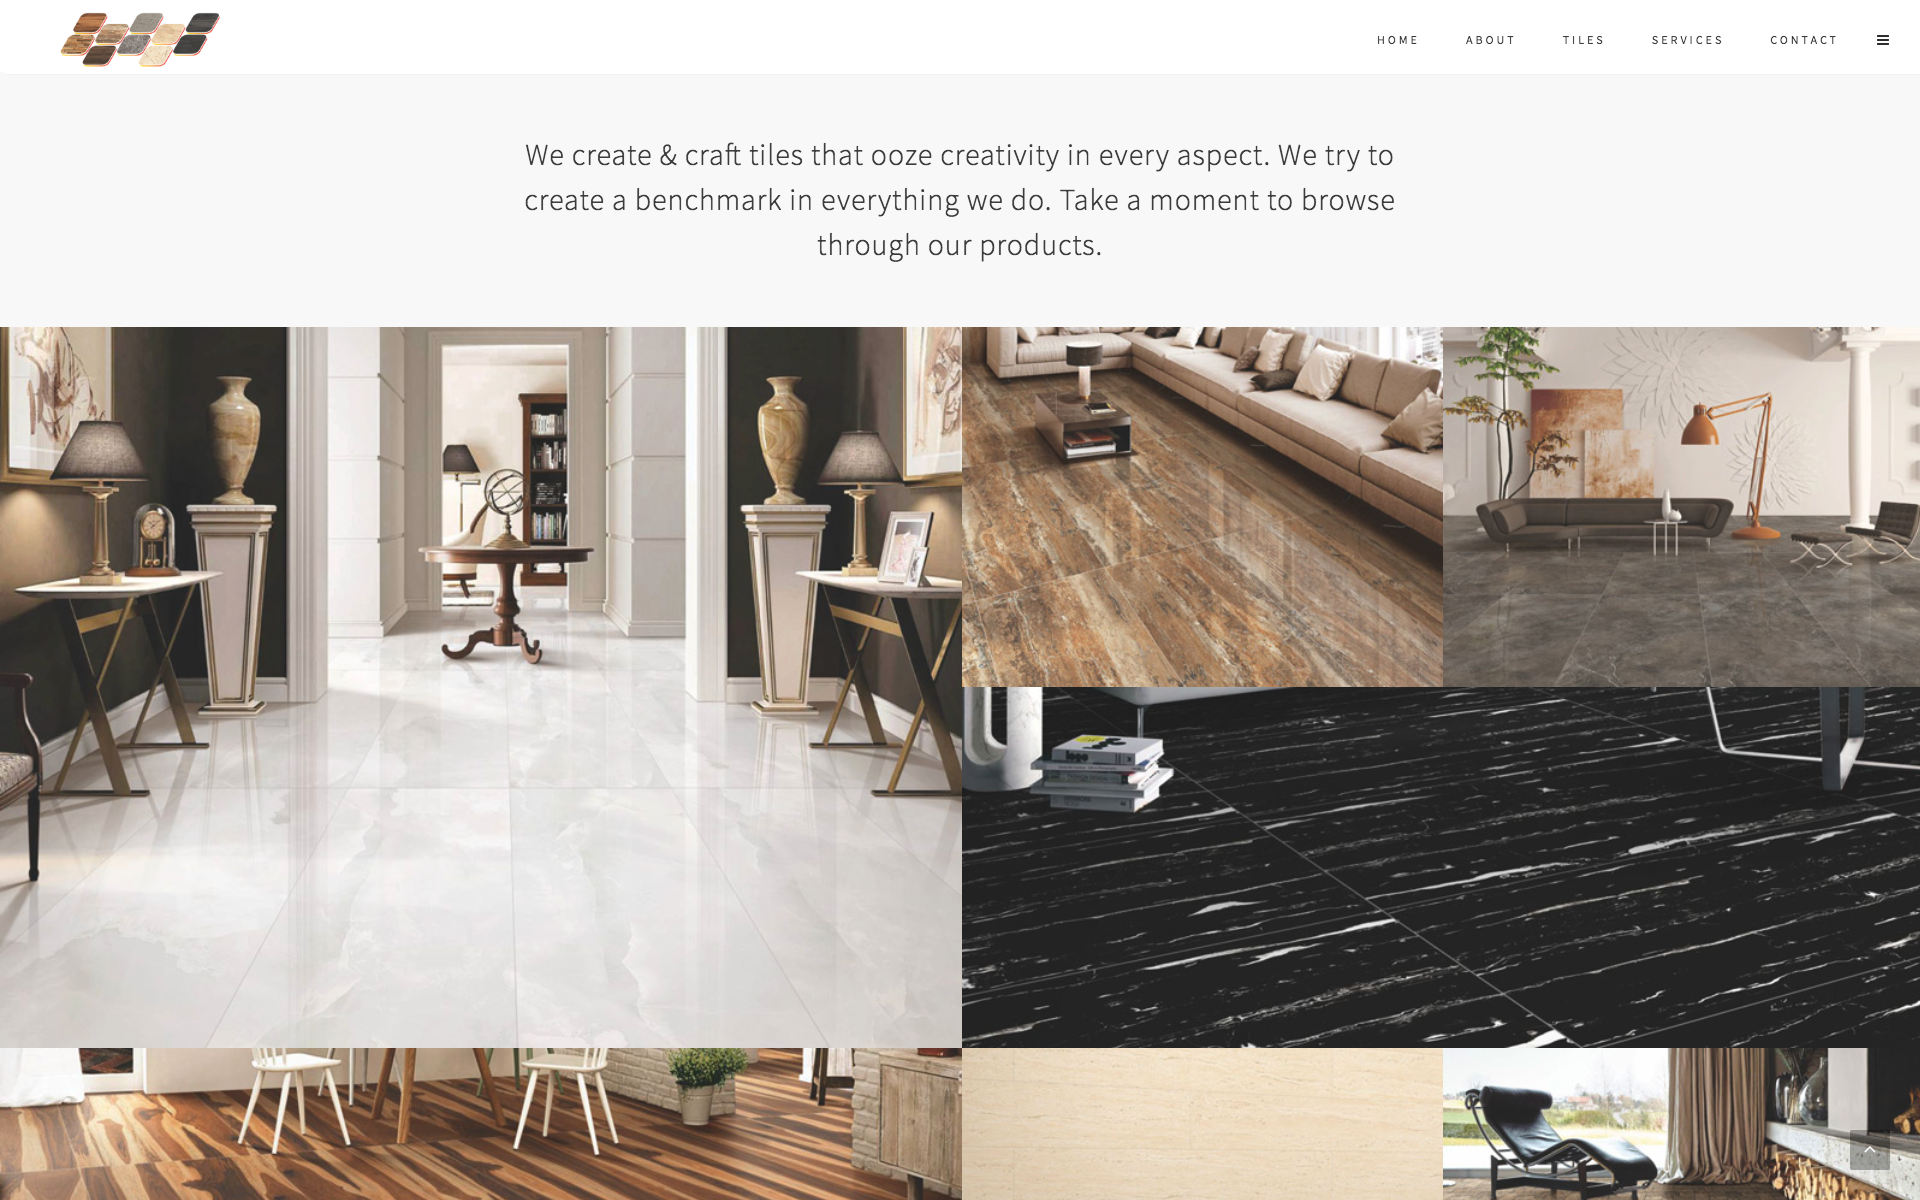 HOME ABOUT TILES SERVICES CONTACT
We create & craft tiles that ooze creativity in every aspect. We try to
create a benchmark in everything we do. Take a moment to browse
through our products.